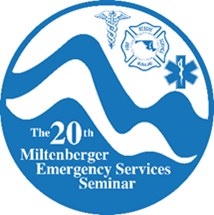 The 20th
Miltenberger
Emergency Services
Seminar